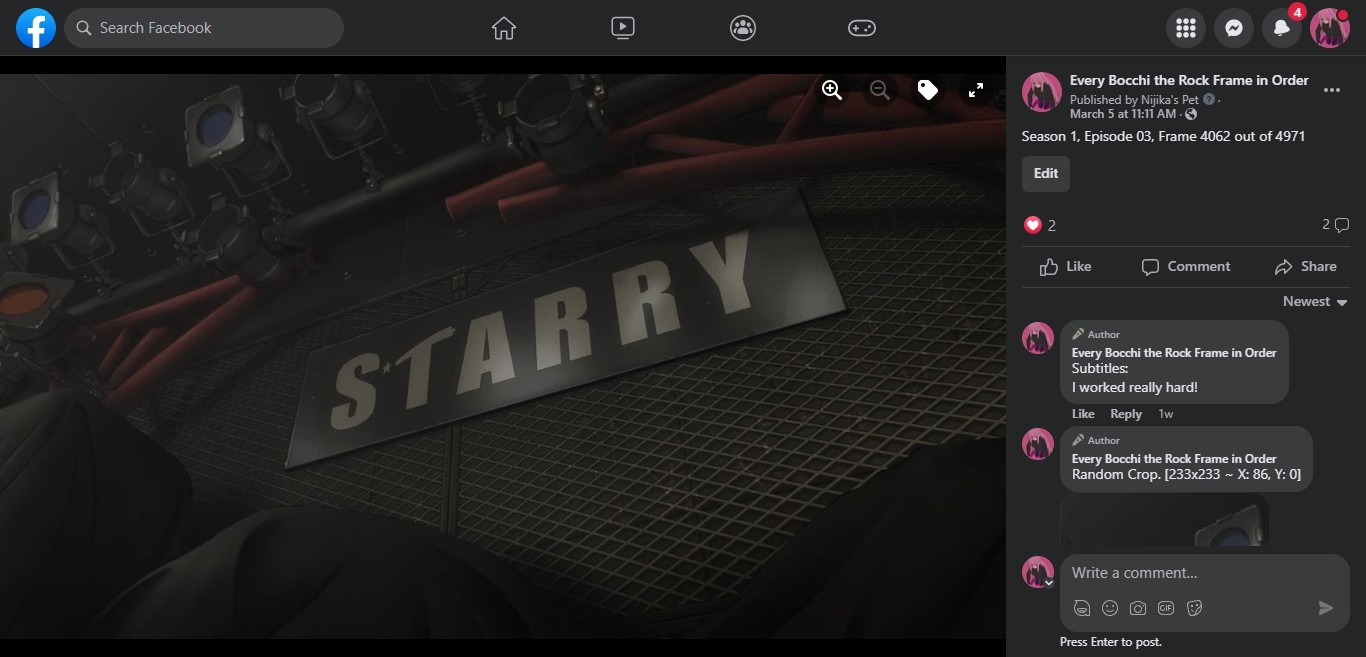 Search Facebook
4
STARRY
Every Bocchi the Rock Frame in Order
Published by Nijika's Pet ? ·
March 5 at 11:11 AM ·
Season 1, Episode 03, Frame 4062 out of 4971
Edit
2
2
Like Comment Share
Newest
Author
Every Bocchi the Rock Frame in Order
Subtitles:
I worked really hard!
Like Reply 1w
Author
Every Bocchi the Rock Frame in Order
Random Crop. [233x233 ~ X: 86, Y: 0]
Write a comment...
GIF
Press Enter to post.